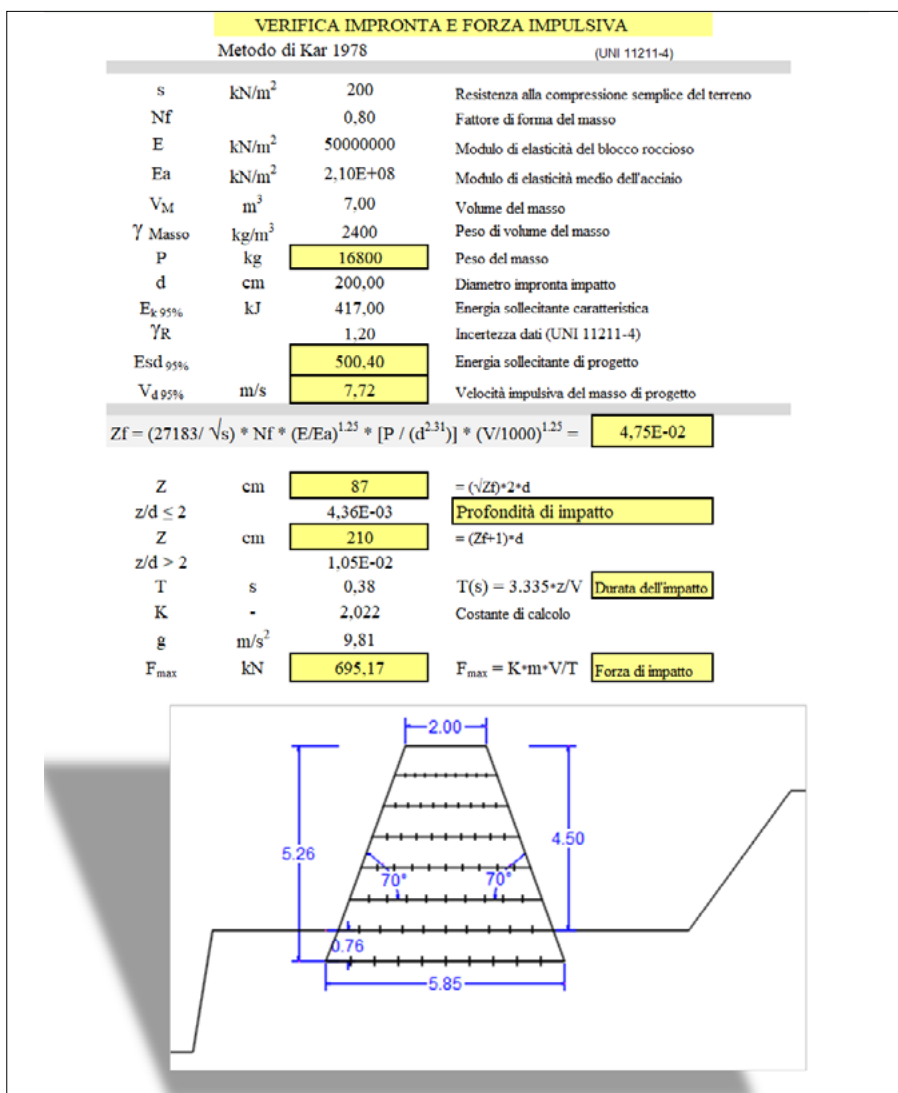 VERIFICA IMPRONTA E FORZA IMPULSIVA
Metodo di Kar 1978 (UNI 11211-4)
s kN/m² 200 Resistenza alla compressione semplice del terreno
Nf 0,80 Fattore di forma del masso
E kN/m² 50000000 Modulo di elasticità del blocco roccioso
Ea kN/m² 2,10E+08 Modulo di elasticità medio dell'acciaio
VM m³ 7,00 Volume del masso
γ Masso kg/m³ 2400 Peso di volume del masso
P kg 16800 Peso del masso
d cm 200,00 Diametro impronta impatto
Ek 95% kJ 417,00 Energia sollecitante caratteristica
γR 1,20 Incertezza dati (UNI 11211-4)
Esd 95% 500,40 Energia sollecitante di progetto
Vd 95% m/s 7,72 Velocità impulsiva del masso di progetto
Zf = (27183/ √s) * Nf * (E/Ea)^1.25 * [P / (d^2.31)] * (V/1000)^1.25 = 4,75E-02
Z cm 87 = (√Zf)*2*d
z/d ≤ 2 4,36E-03 Profondità di impatto
Z cm 210 = (Zf+1)*d
z/d > 2 1,05E-02
T s 0,38 T(s) = 3.335*z/V Durata dell'impatto
K - 2,022 Costante di calcolo
g m/s² 9,81
Fmax kN 695,17 Fmax = K*m*V/T Forza di impatto
2.00
5.26
4.50
70° 70°
0.76
5.85